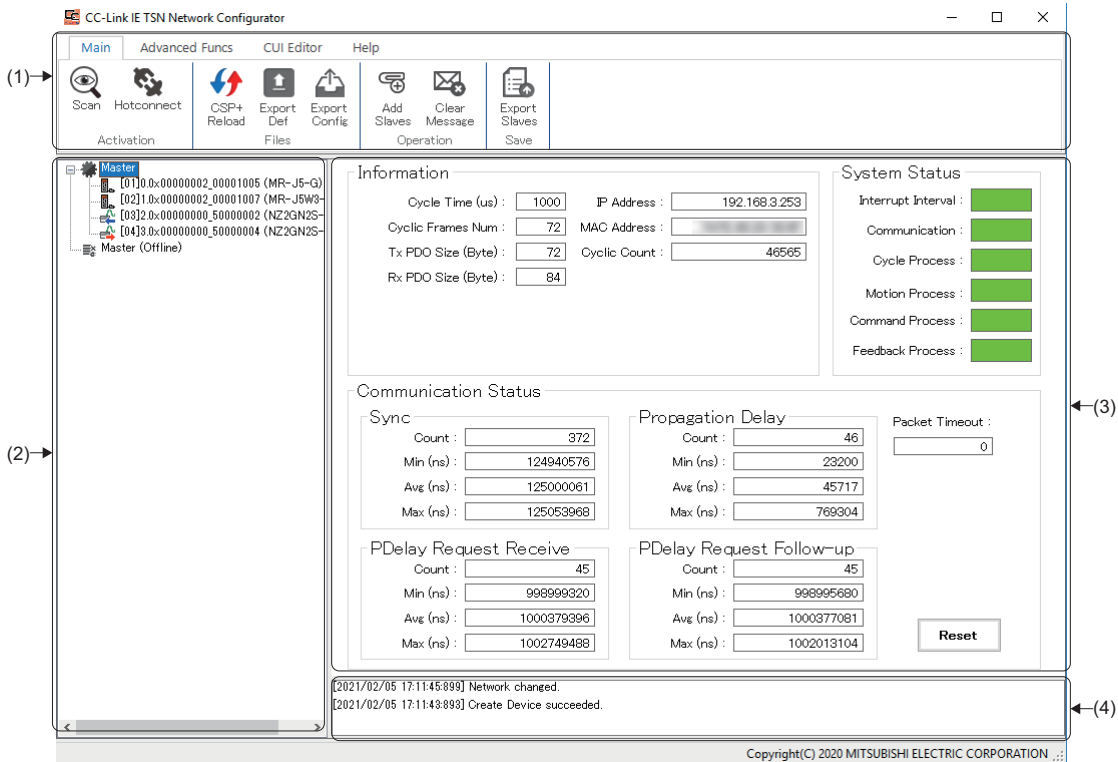 CC-Link IE TSN Network Configurator
Main Advanced Funcs CUI Editor Help
(1)
Scan Hotconnect CSP+ Reload Export Def Export Config Add Slaves Clear Message Export Slaves
Activation Files Operation Save
(2)
Master
[01]0.0x00000002_00001005 (MR-J5-G)
[02]1.0x00000002_00001007 (MR-J5W3-
[03]2.0x00000000_50000002 (NZ2GN2S-
[04]3.0x00000000_50000004 (NZ2GN2S-
Master (Offline)
(3)
Information
Cycle Time (us) : 1000 IP Address : 192.168.3.253
Cyclic Frames Num : 72 MAC Address :
Tx PDO Size (Byte) : 72 Cyclic Count : 46565
Rx PDO Size (Byte) : 84
System Status
Interrupt Interval :
Communication :
Cycle Process :
Motion Process :
Command Process :
Feedback Process :
Communication Status
Sync
Count : 372
Min (ns) : 124940576
Avg (ns) : 125000061
Max (ns) : 125053968
Propagation Delay
Count : 46
Min (ns) : 23200
Avg (ns) : 45717
Max (ns) : 769304
Packet Timeout :
0
PDelay Request Receive
Count : 45
Min (ns) : 998999320
Avg (ns) : 1000379396
Max (ns) : 1002749488
PDelay Request Follow-up
Count : 45
Min (ns) : 998995680
Avg (ns) : 1000377081
Max (ns) : 1002013104
Reset
[2021/02/05 17:11:45:899] Network changed.
[2021/02/05 17:11:43:893] Create Device succeeded.
(4)
Copyright(C) 2020 MITSUBISHI ELECTRIC CORPORATION